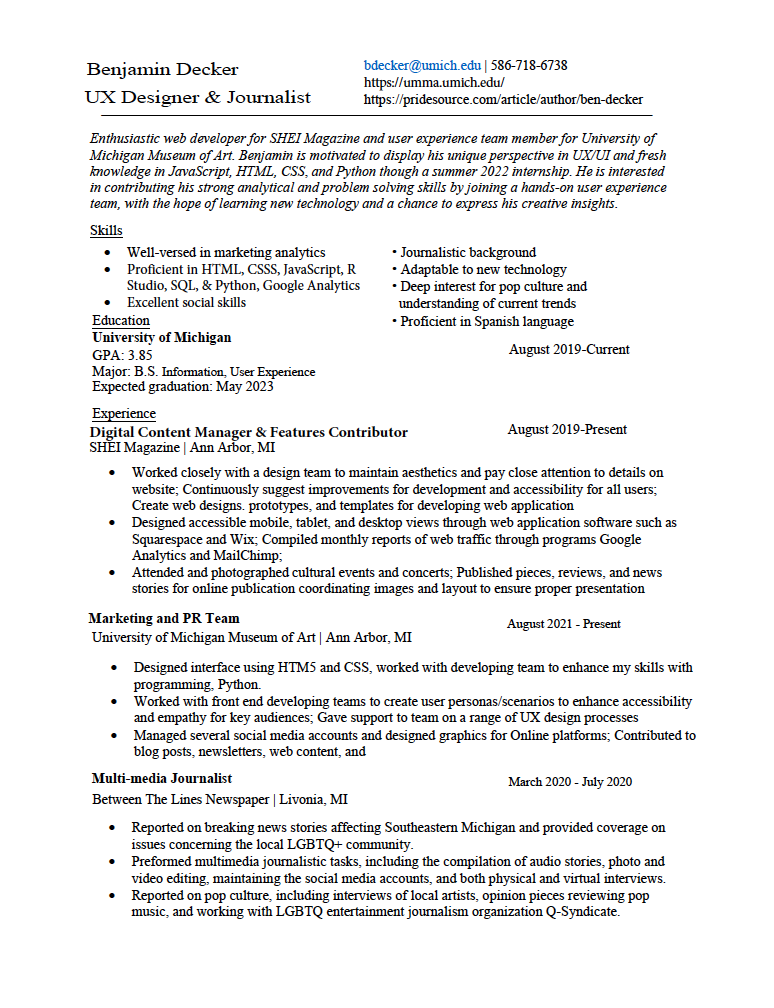 Benjamin Decker
UX Designer & Journalist
bdecker@umich.edu | 586-718-6738
https://umma.umich.edu/
https://pridesource.com/article/author/ben-decker
Enthusiastic web developer for SHEI Magazine and user experience team member for University of
Michigan Museum of Art. Benjamin is motivated to display his unique perspective in UX/UI and fresh
knowledge in JavaScript, HTML, CSS, and Python though a summer 2022 internship. He is interested
in contributing his strong analytical and problem solving skills by joining a hands-on user experience
team, with the hope of learning new technology and a chance to express his creative insights.
Skills
• Well-versed in marketing analytics
• Proficient in HTML, CSSS, JavaScript, R
Studio, SQL, & Python, Google Analytics
• Excellent social skills
• Journalistic background
• Adaptable to new technology
• Deep interest for pop culture and
understanding of current trends
• Proficient in Spanish language
Education
University of Michigan
August 2019-Current
GPA: 3.85
Major: B.S. Information, User Experience
Expected graduation: May 2023
Experience
Digital Content Manager & Features Contributor
August 2019-Present
SHEI Magazine | Ann Arbor, MI
• Worked closely with a design team to maintain aesthetics and pay close attention to details on
website; Continuously suggest improvements for development and accessibility for all users;
Create web designs. prototypes, and templates for developing web application
• Designed accessible mobile, tablet, and desktop views through web application software such as
Squarespace and Wix; Compiled monthly reports of web traffic through programs Google
Analytics and MailChimp;
• Attended and photographed cultural events and concerts; Published pieces, reviews, and news
stories for online publication coordinating images and layout to ensure proper presentation
Marketing and PR Team
August 2021 - Present
University of Michigan Museum of Art | Ann Arbor, MI
• Designed interface using HTM5 and CSS, worked with developing team to enhance my skills with
programming, Python.
• Worked with front end developing teams to create user personas/scenarios to enhance accessibility
and empathy for key audiences; Gave support to team on a range of UX design processes
• Managed several social media accounts and designed graphics for Online platforms; Contributed to
blog posts, newsletters, web content, and
Multi-media Journalist
March 2020 - July 2020
Between The Lines Newspaper | Livonia, MI
• Reported on breaking news stories affecting Southeastern Michigan and provided coverage on
issues concerning the local LGBTQ+ community.
• Preformed multimedia journalistic tasks, including the compilation of audio stories, photo and
video editing, maintaining the social media accounts, and both physical and virtual interviews.
• Reported on pop culture, including interviews of local artists, opinion pieces reviewing pop
music, and working with LGBTQ entertainment journalism organization Q-Syndicate.